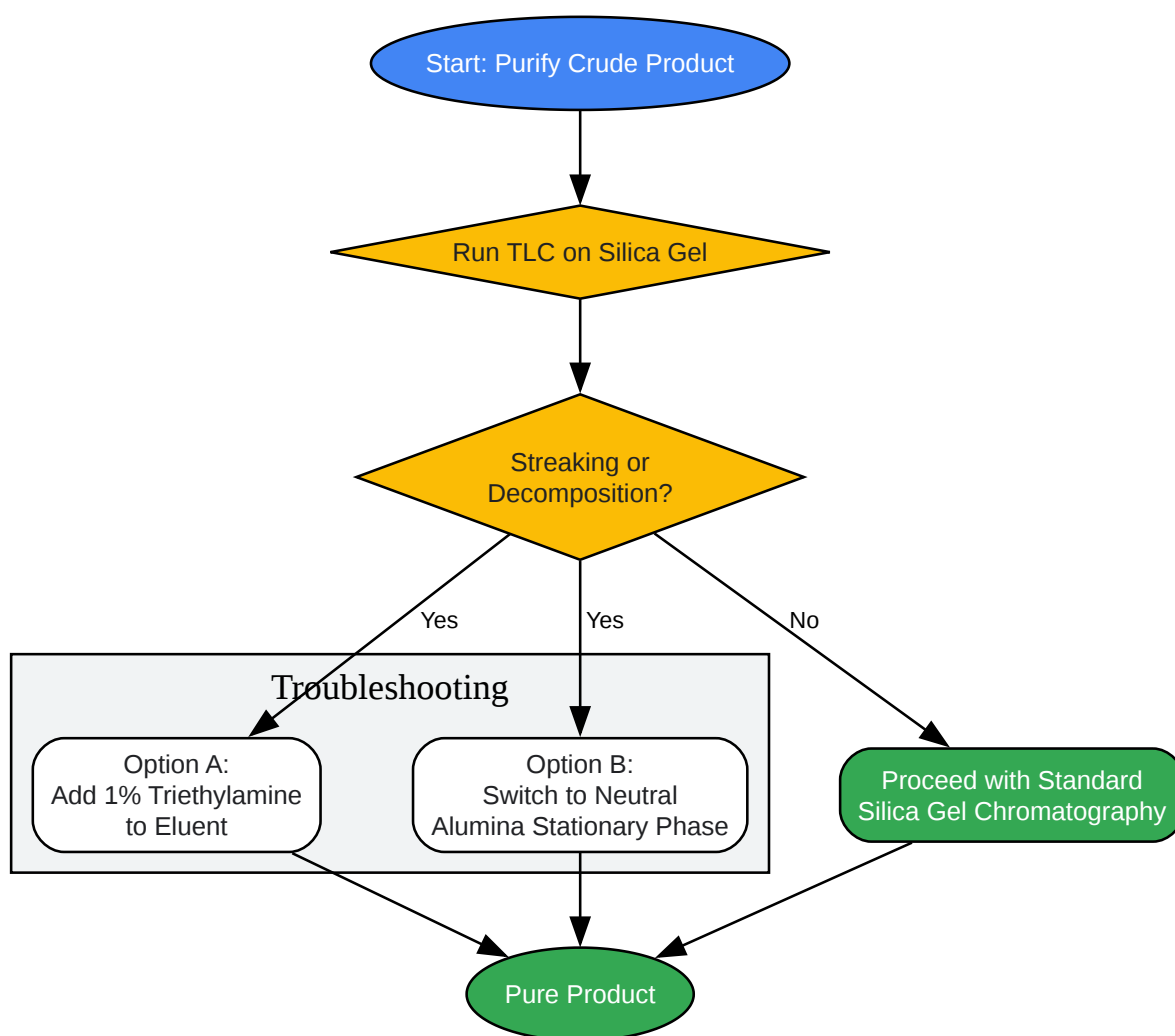 Start: Purify Crude Product
Run TLC on Silica Gel
Streaking or
Decomposition?
Yes
Yes
No
Troubleshooting
Option A:
Add 1% Triethylamine
to Eluent
Option B:
Switch to Neutral
Alumina Stationary Phase
Proceed with Standard
Silica Gel Chromatography
Pure Product